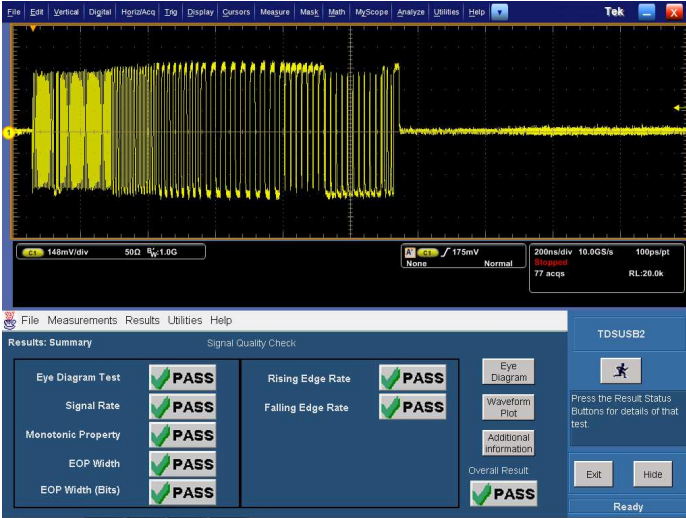 File Edit Vertical Digital Horiz/Acq Trig Display Cursors Measure Mask Math MyScope Analyze Utilities Help Tek X
1
C1 148mV/div 50Ω BW:1.0G
A' C1 175mV
None Normal
200ns/div 10.0GS/s 100ps/pt
Stopped
77 acqs RL:20.0k
File Measurements Results Utilities Help
TDSUSB2
Results: Summary Signal Quality Check
Eye Diagram Test PASS
Signal Rate PASS
Monotonic Property PASS
EOP Width PASS
EOP Width (Bits) PASS
Rising Edge Rate PASS
Falling Edge Rate PASS
Eye
Diagram
Waveform
Plot
Additional
information
Overall Result
PASS
Press the Result Status
Buttons for details of that
test.
Exit Hide
Ready